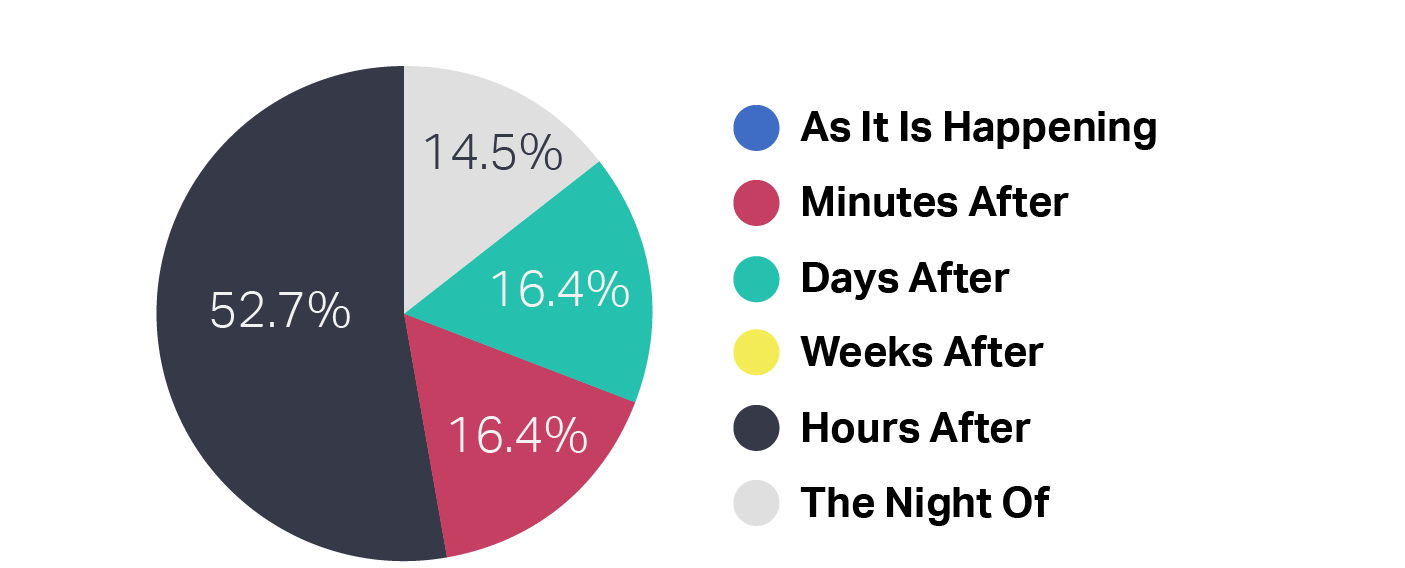 14.5%
16.4%
52.7%
16.4%
As It Is Happening
Minutes After
Days After
Weeks After
Hours After
The Night Of